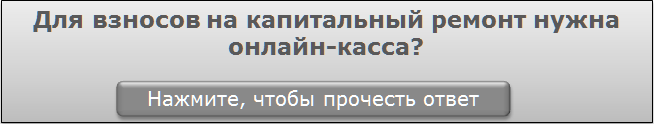 Для взносов на капитальный ремонт нужна
онлайн-касса?
Нажмите, чтобы прочесть ответ